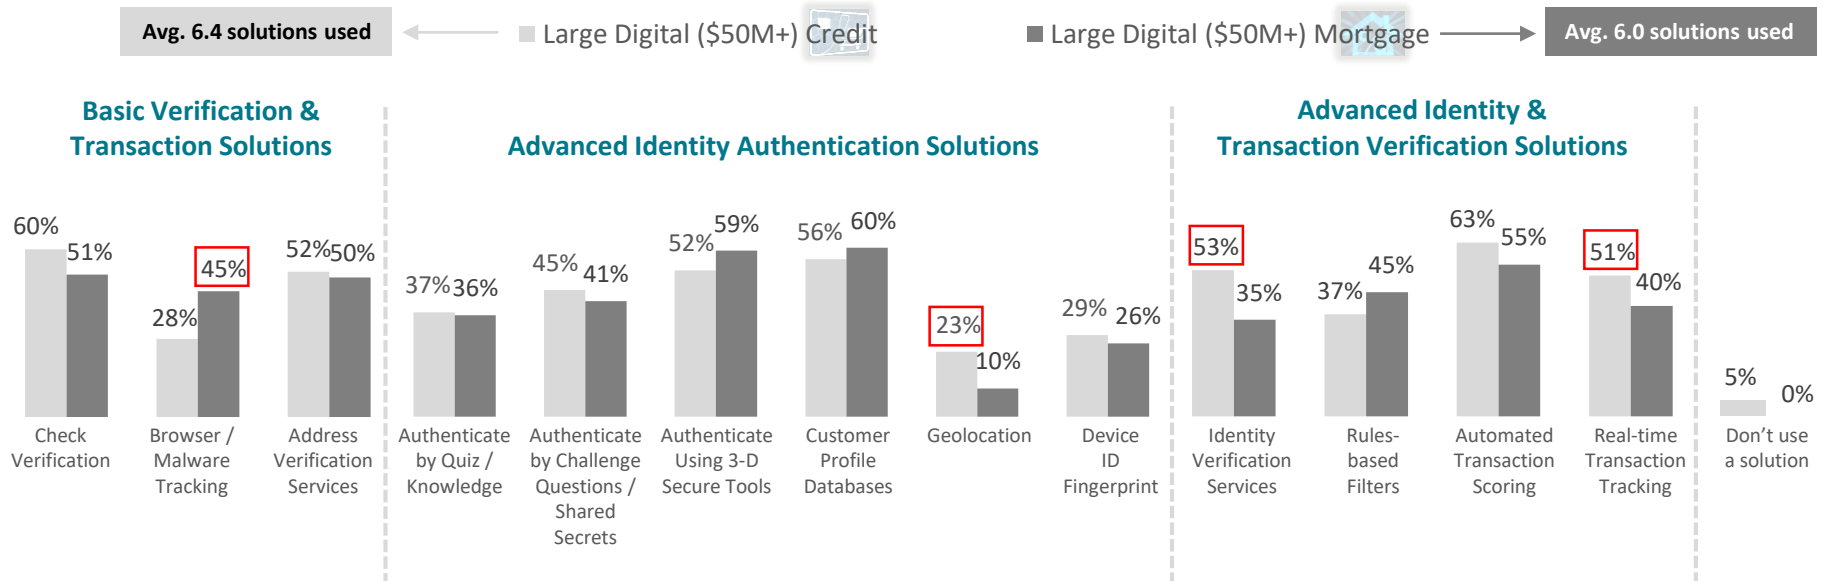 Avg. 6.4 solutions used
Large Digital ($50M+) Credit
Large Digital ($50M+) Mortgage
Avg. 6.0 solutions used
Basic Verification &
Transaction Solutions
Advanced Identity Authentication Solutions
Advanced Identity &
Transaction Verification Solutions
60%
51%
28%
45%
52%
50%
37%
36%
45%
41%
52%
59%
56%
60%
23%
10%
29%
26%
53%
35%
37%
45%
63%
55%
51%
40%
5%
0%
Check
Verification
Browser /
Malware
Tracking
Address
Verification
Services
Authenticate
by Quiz /
Knowledge
Authenticate
by Challenge
Questions /
Shared
Secrets
Authenticate
Using 3-D
Secure Tools
Customer
Profile
Databases
Geolocation
Device
ID
Fingerprint
Identity
Verification
Services
Rules-
based
Filters
Automated
Transaction
Scoring
Real-time
Transaction
Tracking
Don’t use
a solution